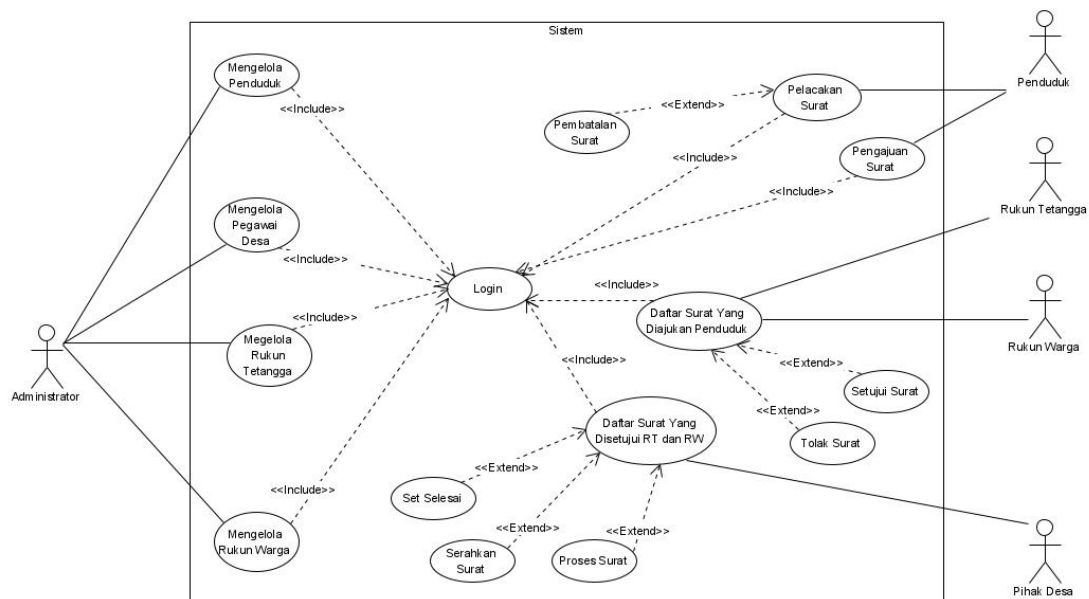 Sistem
Penduduk
Mengelola
Penduduk
<<Include>>
Pelacakan
Surat
<<Extend>>
Pembatalan
Surat
<<Include>>
Pengajuan
Surat
<<Include>>
Rukun Tetangga
Mengelola
Pegawai
Desa
<<Include>>
Login
<<Include>>
Daftar Surat Yang
Diajukan Penduduk
Rukun Warga
<<Include>>
Megelola
Rukun
Tetangga
Administrator
<<Include>>
<<Extend>>
Setujui Surat
<<Extend>>
Tolak Surat
Daftar Surat Yang
Disetujui RT dan RW
<<Extend>>
Set Selesai
<<Include>>
Mengelola
Rukun Warga
<<Extend>>
Serahkan
Surat
<<Extend>>
Proses Surat
Pihak Desa